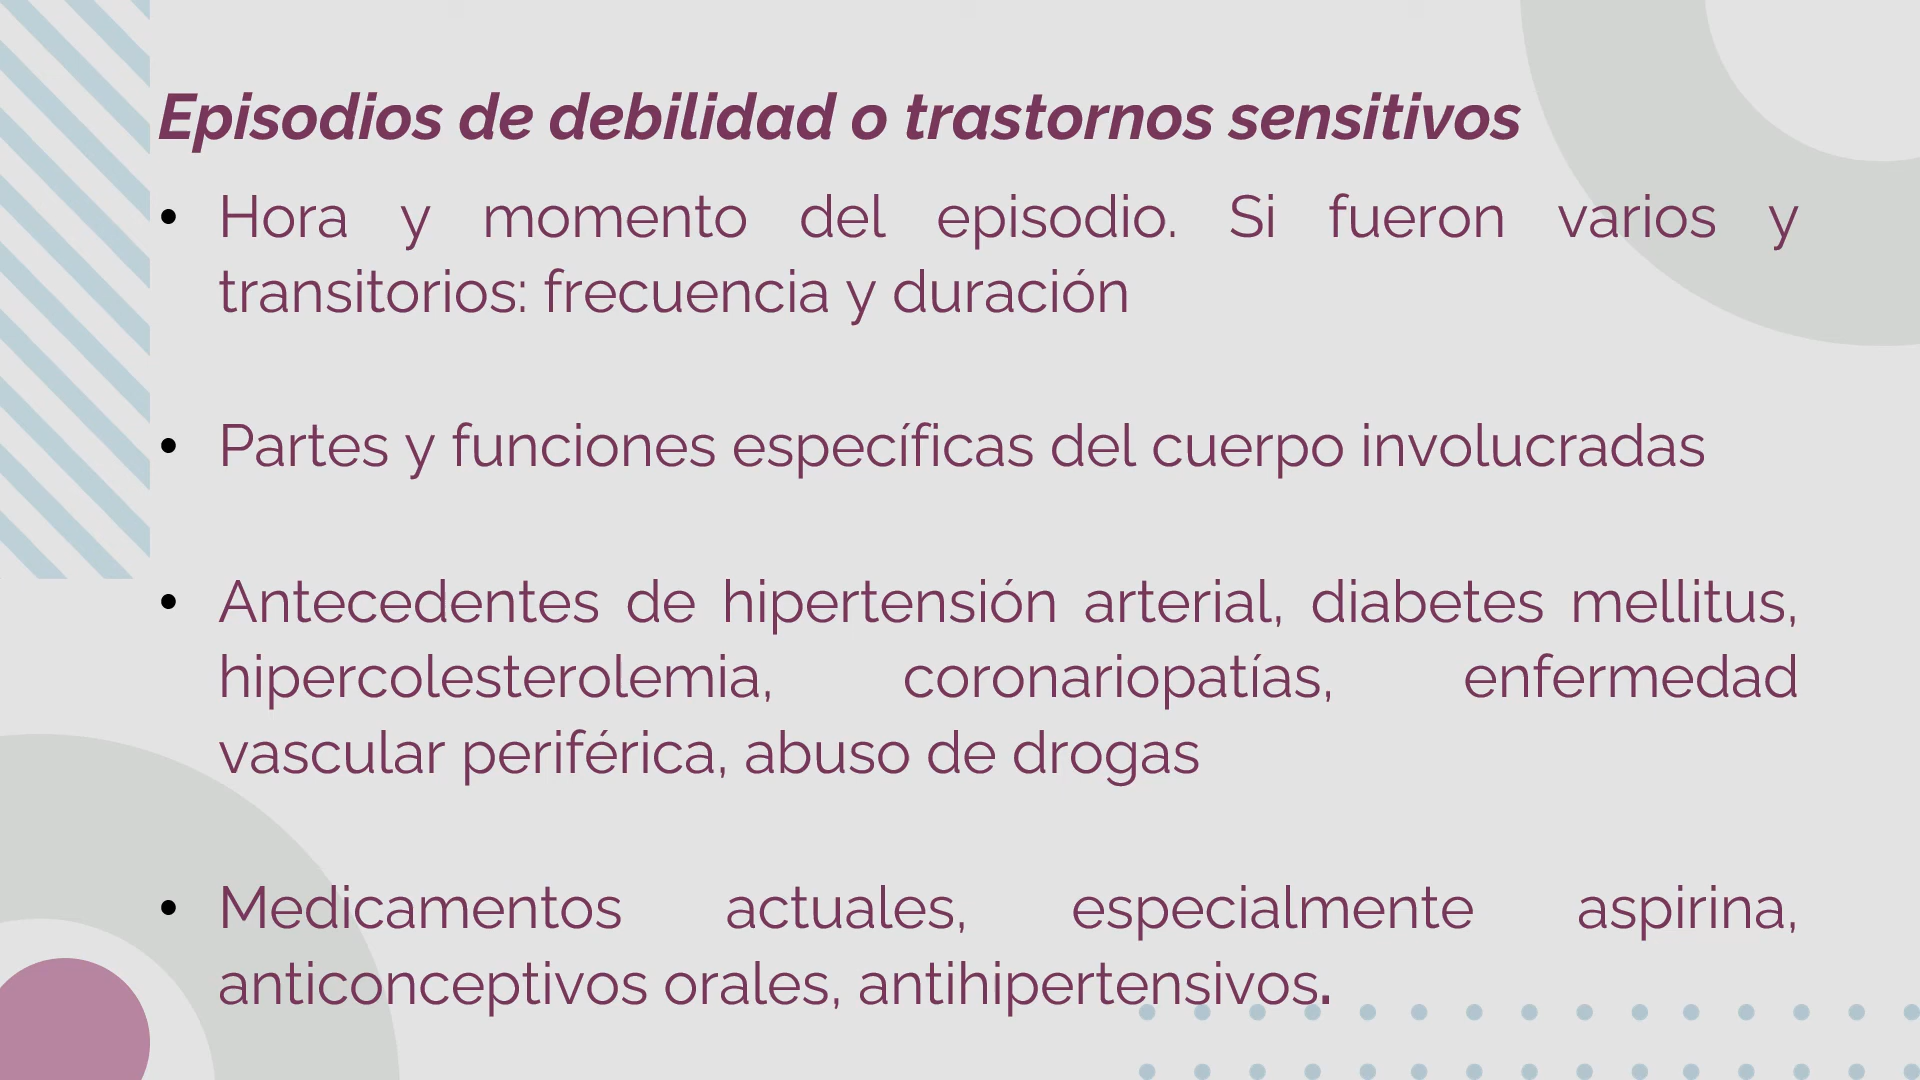 Episodios de debilidad o trastornos sensitivos
• Hora y momento del episodio. Si fueron varios y
transitorios: frecuencia y duración
• Partes y funciones específicas del cuerpo involucradas
• Antecedentes de hipertensión arterial, diabetes mellitus,
hipercolesterolemia, coronariopatías, enfermedad
vascular periférica, abuso de drogas
• Medicamentos actuales, especialmente aspirina,
anticonceptivos orales, antihipertensivos.